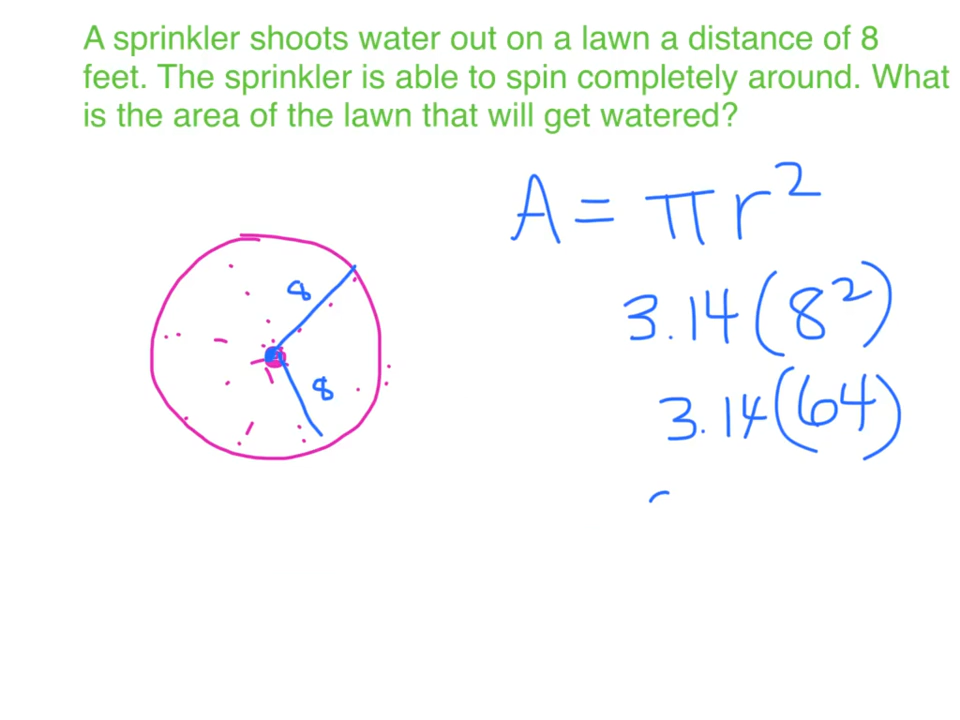 A sprinkler shoots water out on a lawn a distance of 8
feet. The sprinkler is able to spin completely around. What
is the area of the lawn that will get watered?
A = πr²
8
3.14(8²)
8
3.14(64)